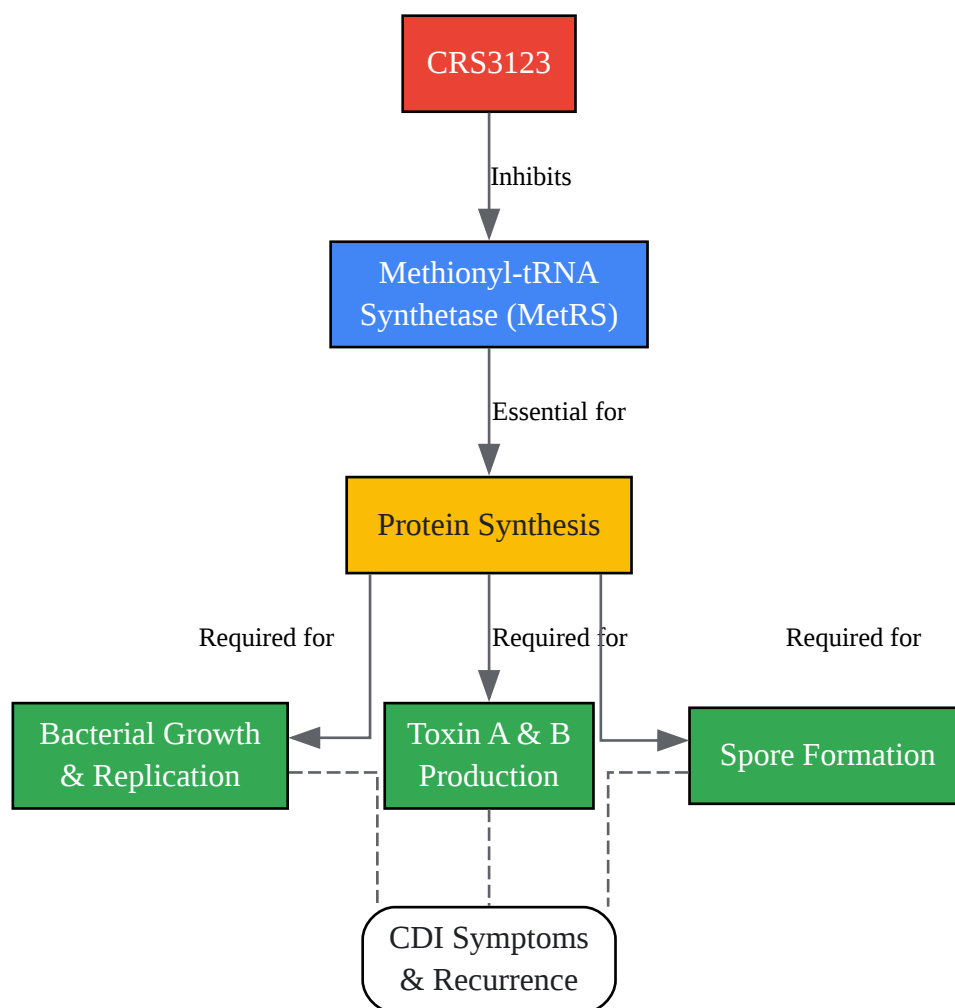 CRS3123
Inhibits
Methionyl-tRNA
Synthetase (MetRS)
Essential for
Protein Synthesis
Required for
Required for
Required for
Bacterial Growth
& Replication
Toxin A & B
Production
Spore Formation
CDI Symptoms
& Recurrence